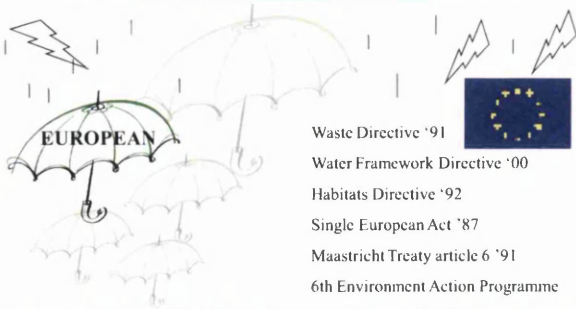 EUROPEAN
Waste Directive ‘91
Water Framework Directive ‘00
Habitats Directive ‘92
Single European Act ’87
Maastricht Treaty article 6 ’91
6th Environment Action Programme